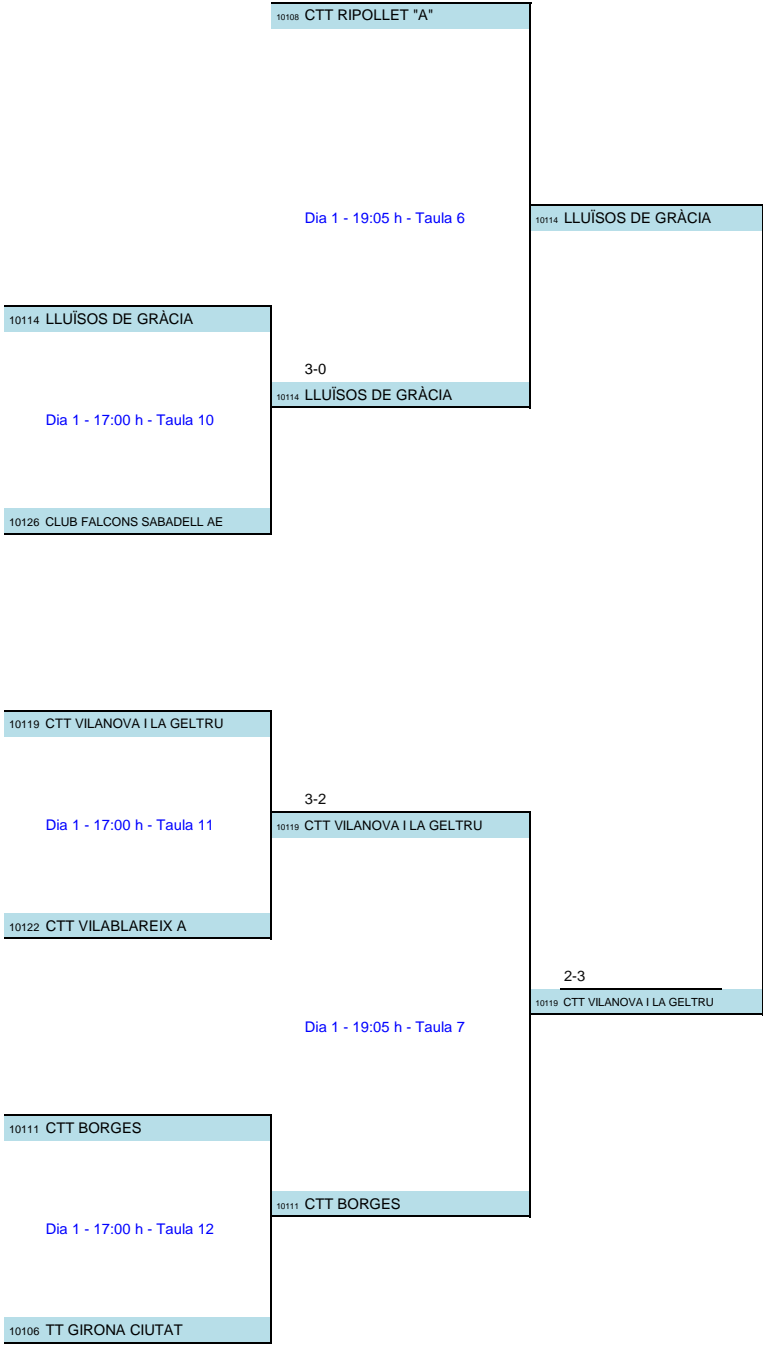 10108 CTT RIPOLLET "A"
Dia 1 - 19:05 h - Taula 6
10114 LLUÏSOS DE GRÀCIA
10114 LLUÏSOS DE GRÀCIA
3-0
10114 LLUÏSOS DE GRÀCIA
Dia 1 - 17:00 h - Taula 10
10126 CLUB FALCONS SABADELL AE
10119 CTT VILANOVA I LA GELTRU
3-2
Dia 1 - 17:00 h - Taula 11
10119 CTT VILANOVA I LA GELTRU
10122 CTT VILABLAREIX A
2-3
10119 CTT VILANOVA I LA GELTRU
Dia 1 - 19:05 h - Taula 7
10111 CTT BORGES
10111 CTT BORGES
Dia 1 - 17:00 h - Taula 12
10106 TT GIRONA CIUTAT